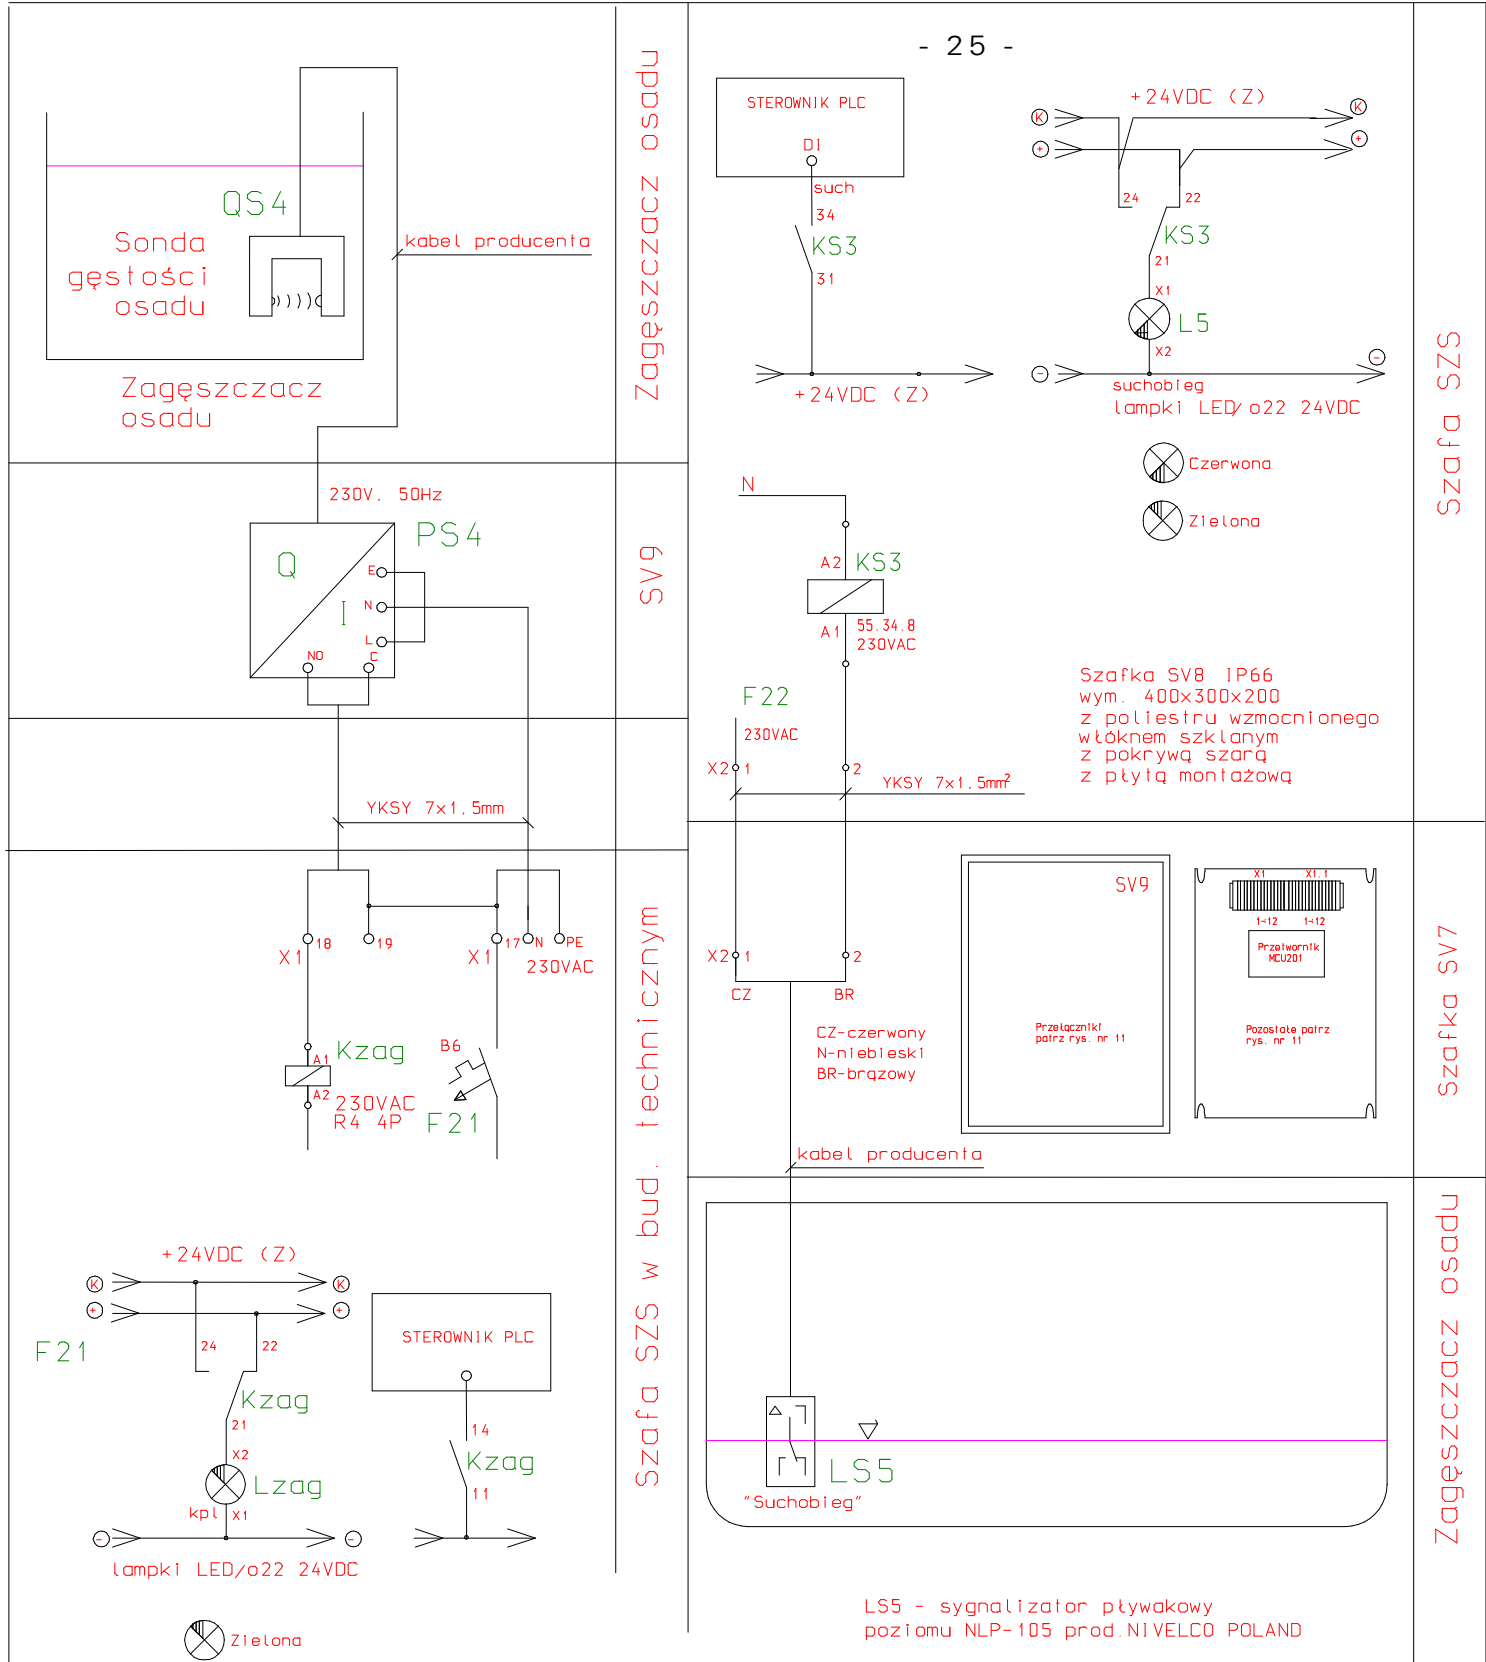 - 25 -
QS4
Sonda
gęstości
osadu
kabel producenta
Zagęszczacz
osadu
Zagęszczacz osadu
230V, 50Hz
PS4
Q
I
E
N
L
NO
C
SV9
YKSY 7x1,5mm
18
19
17
N
PE
X1
X1
230VAC
A1
Kzag
A2
230VAC
R4 4P
B6
F21
Szafa SZS w bud. technicznym
+24VDC (Z)
K
K
+
+
F21
24
22
Kzag
21
X2
Lzag
kpl
X1
-
-
lampki LED/o22 24VDC
Zielona
STEROWNIK PLC
14
Kzag
11
STEROWNIK PLC
DI
such
34
KS3
31
+24VDC (Z)
+24VDC (Z)
K
K
+
+
24
22
KS3
21
X1
L5
X2
-
-
suchobieg
lampki LED/o22 24VDC
Czerwona
Zielona
Szafa SZS
N
A2
KS3
A1
55.34.8
230VAC
F22
230VAC
X2
1
2
YKSY 7x1,5mm²
Szafka SV8 IP66
wym. 400x300x200
z poliestru wzmocnionego
włóknem szklanym
z pokrywą szarą
z płytą montażową
X2
1
2
CZ
BR
CZ-czerwony
N-niebieski
BR-brązowy
kabel producenta
SV9
Przełączniki
patrz rys. nr 11
X1
X1.1
1÷12
1÷12
Przetwornik
MCU201
Pozostałe patrz
rys. nr 11
Szafka SV7
LS5
"Suchobieg"
Zagęszczacz osadu
LS5 - sygnalizator pływakowy
poziomu NLP-105 prod.NIVELCO POLAND